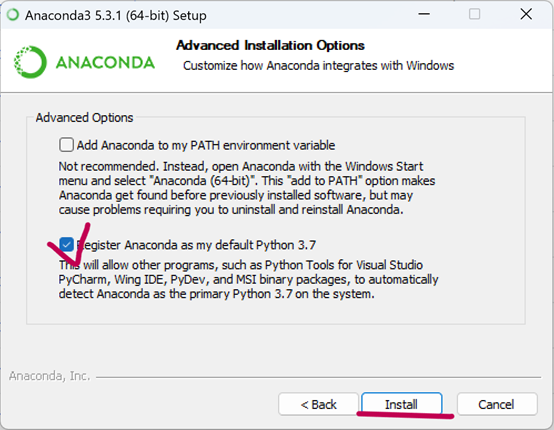 Anaconda3 5.3.1 (64-bit) Setup
Advanced Installation Options
Customize how Anaconda integrates with Windows
ANACONDA
Advanced Options
Add Anaconda to my PATH environment variable
Not recommended. Instead, open Anaconda with the Windows Start
menu and select "Anaconda (64-bit)". This "add to PATH" option makes
Anaconda get found before previously installed software, but may
cause problems requiring you to uninstall and reinstall Anaconda.
Register Anaconda as my default Python 3.7
This will allow other programs, such as Python Tools for Visual Studio
PyCharm, Wing IDE, PyDev, and MSI binary packages, to automatically
detect Anaconda as the primary Python 3.7 on the system.
Anaconda, Inc.
< Back
Install
Cancel